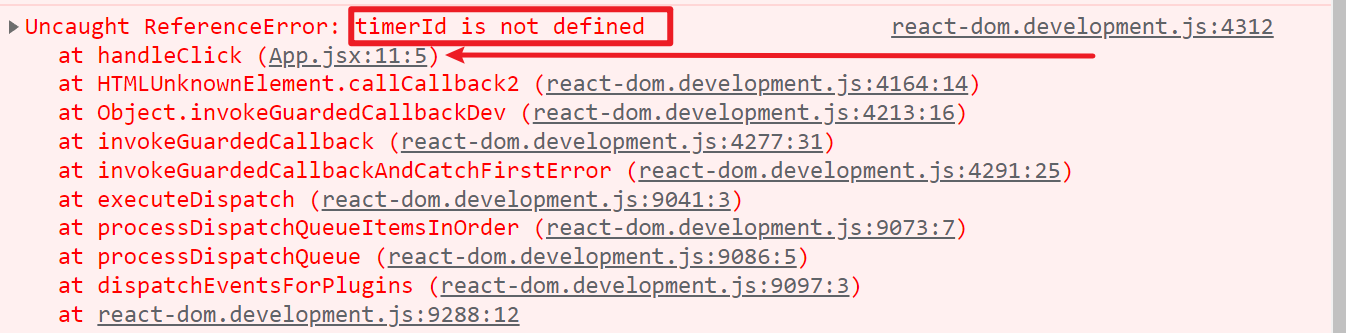 Uncaught ReferenceError: timerId is not defined react-dom.development.js:4312
at handleClick (App.jsx:11:5)
at HTMLUnknownElement.callCallback2 (react-dom.development.js:4164:14)
at Object.invokeGuardedCallbackDev (react-dom.development.js:4213:16)
at invokeGuardedCallback (react-dom.development.js:4277:31)
at invokeGuardedCallbackAndCatchFirstError (react-dom.development.js:4291:25)
at executeDispatch (react-dom.development.js:9041:3)
at processDispatchQueueItemsInOrder (react-dom.development.js:9073:7)
at processDispatchQueue (react-dom.development.js:9086:5)
at dispatchEventsForPlugins (react-dom.development.js:9097:3)
at react-dom.development.js:9288:12